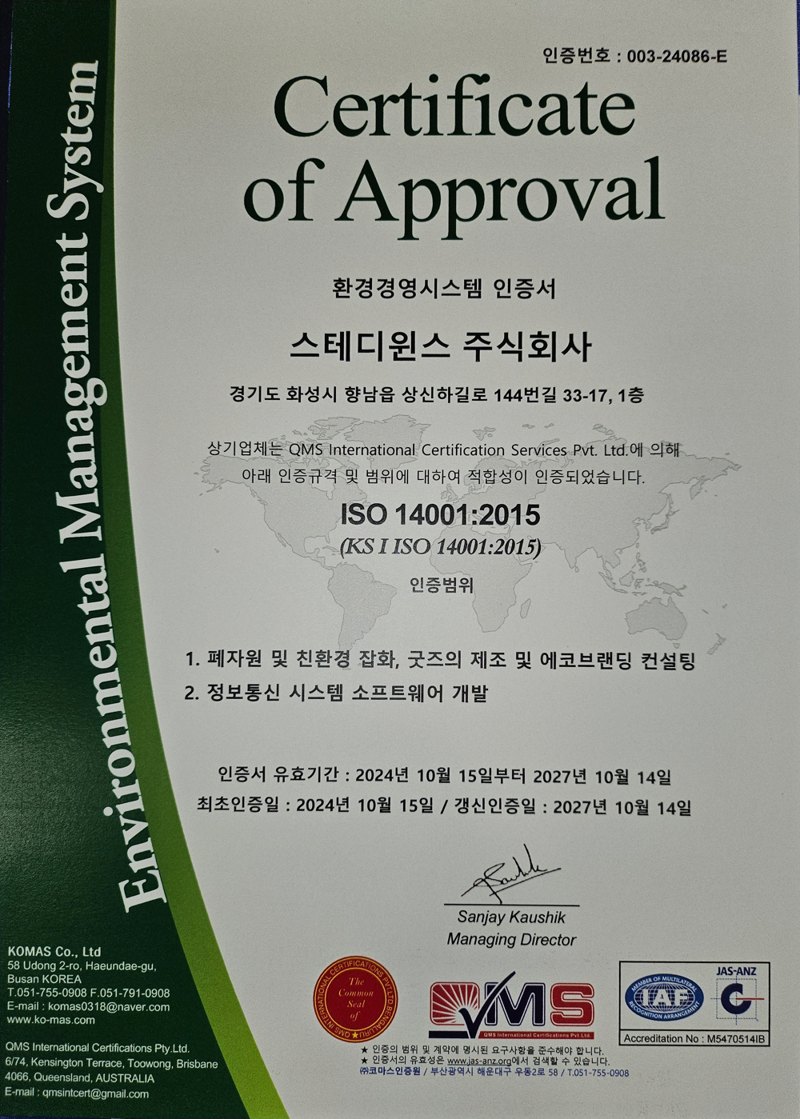 인증번호 : 003-24086-E
Certificate
of Approval
Environmental Management System
환경경영시스템 인증서
스테디윈스 주식회사
경기도 화성시 향남읍 상신하길로 144번길 33-17, 1층
상기업체는 QMS International Certification Services Pvt. Ltd.에 의해
아래 인증규격 및 범위에 대하여 적합성이 인증되었습니다.
ISO 14001:2015
(KS I ISO 14001:2015)
인증범위
1. 폐자원 및 친환경 잡화, 굿즈의 제조 및 에코브랜딩 컨설팅
2. 정보통신 시스템 소프트웨어 개발
인증서 유효기간 : 2024년 10월 15일부터 2027년 10월 14일
최초인증일 : 2024년 10월 15일 / 갱신인증일 : 2027년 10월 14일
Sanjay Kaushik
Managing Director
KOMAS Co., Ltd
58 Udong 2-ro, Haeundae-gu,
Busan KOREA
T.051-755-0908 F.051-791-0908
E-mail : komas0318@naver.com
www.ko-mas.com
QMS International Certifications Pty.Ltd.
6/74, Kensington Terrace, Toowong, Brisbane
4066, Queensland, AUSTRALIA
E-mail : qmsintcert@gmail.com
The
Common
Seal
of
QMS INTERNATIONAL CERTIFICATIONS PVT LTD
QMS
QMS International Certifications Pvt Ltd.
MEMBER OF MULTILATERAL
IAF
RECOGNITION ARRANGEMENT
JAS-ANZ
Accreditation No : M5470514IB
★ 인증의 범위 및 계약에 명시된 요구사항을 준수해야 합니다.
★ 인증서의 유효성은 www.jas-anz.org에서 검색할 수 있습니다.
㈜코마스인증원 / 부산광역시 해운대구 우동2로 58 / T.051-755-0908